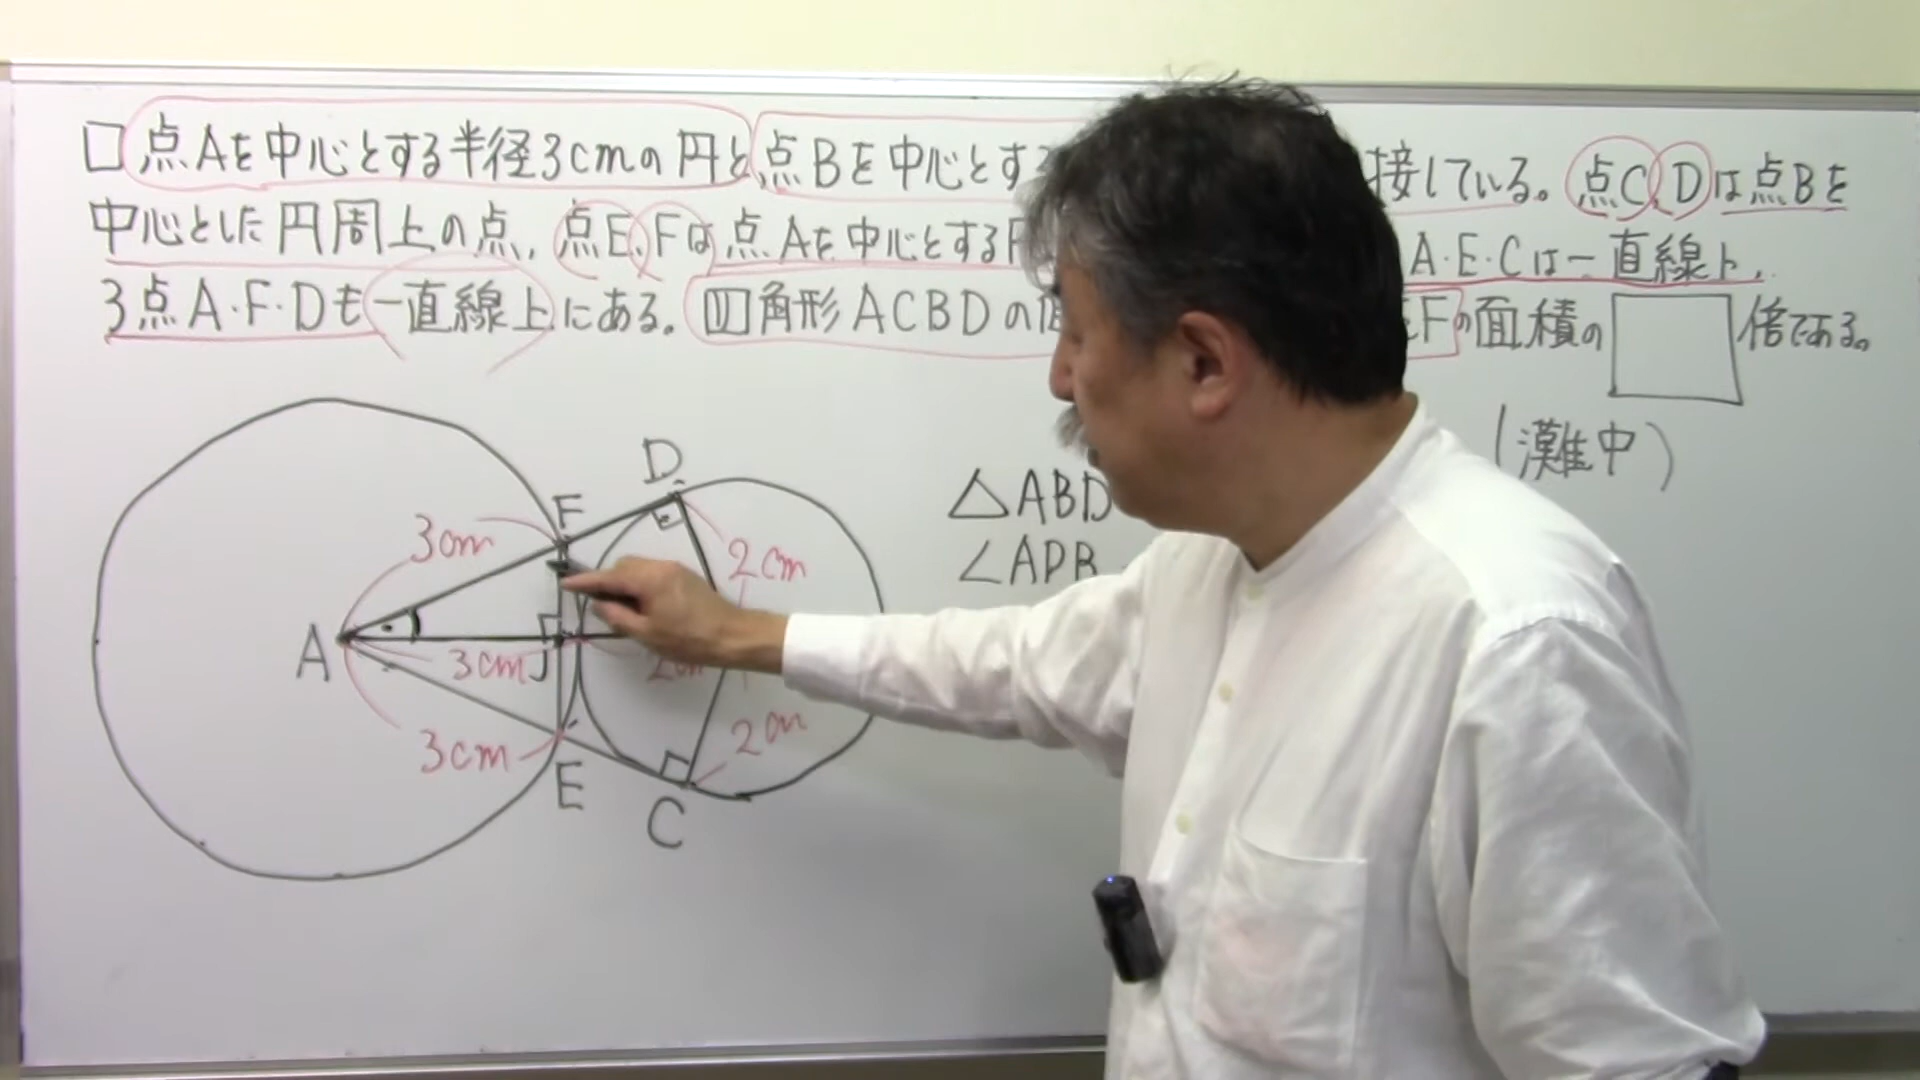 □点Aを中心とする半径3cmの円と点Bを中心とす 接している。点C、Dは点Bを
中心とした円周上の点，点E、Fは点Aを中心とする A・E・Cは一直線上，
3点A・F・Dも一直線上にある。四角形ACBDの EFの面積の□倍である。
(灘中)
D
F
3cm
2cm
A
3cm
2cm
3cm
E
C
△ABD
∠ADB